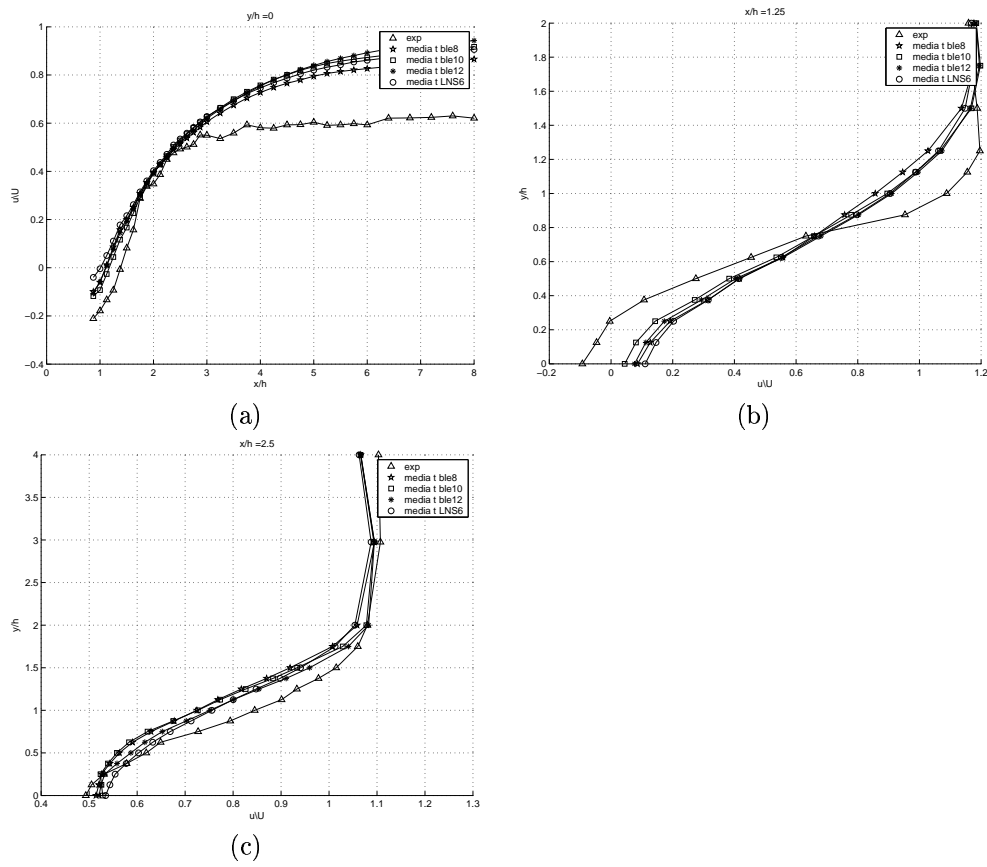 y/h =0
1
0.8
0.6
0.4
0.2
0
−0.2
−0.4
u\U
0 1 2 3 4 5 6 7 8
x/h
exp
media t ble8
media t ble10
media t ble12
media t LNS6
(a)
x/h =1.25
2
1.8
1.6
1.4
1.2
1
0.8
0.6
0.4
0.2
0
y/h
−0.2 0 0.2 0.4 0.6 0.8 1 1.2
u\U
exp
media t ble8
media t ble10
media t ble12
media t LNS6
(b)
x/h =2.5
4
3.5
3
2.5
2
1.5
1
0.5
0
y/h
0.4 0.5 0.6 0.7 0.8 0.9 1 1.1 1.2 1.3
u\U
exp
media t ble8
media t ble10
media t ble12
media t LNS6
(c)